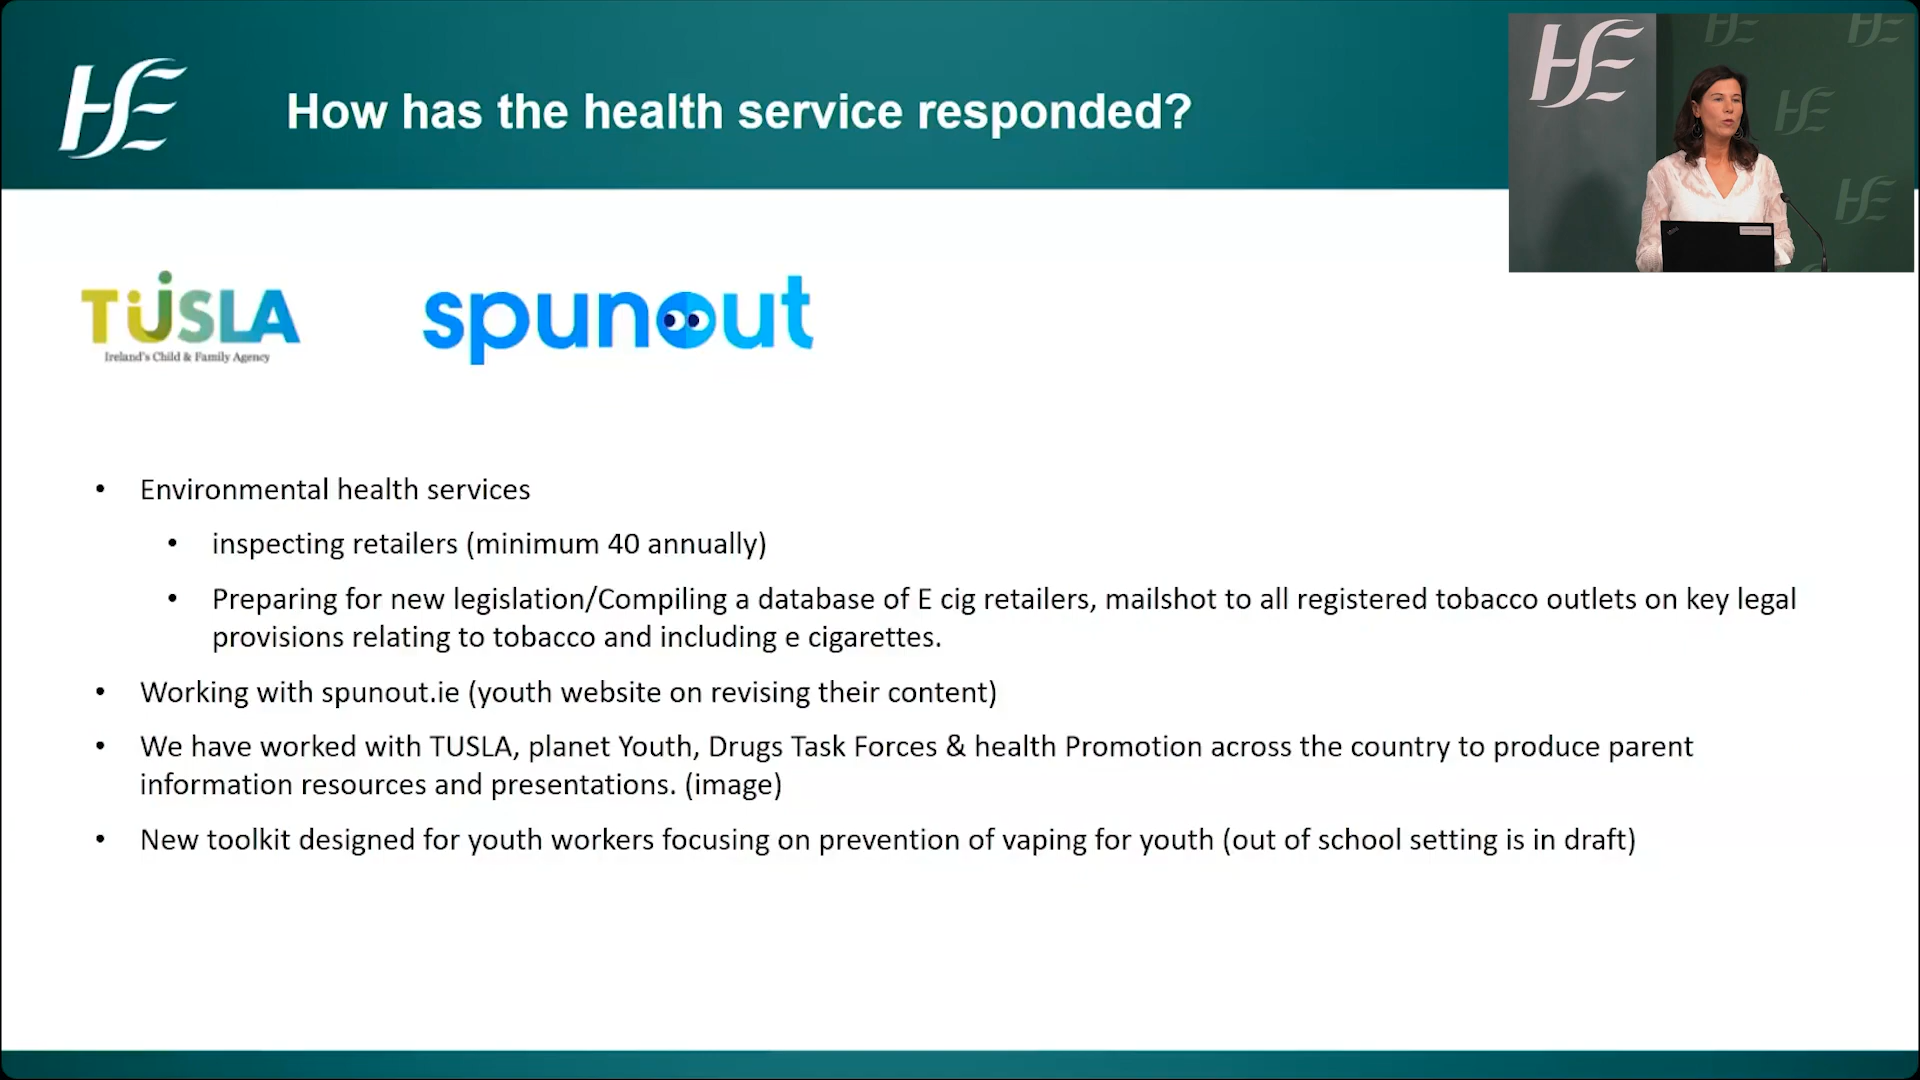 HSE
How has the health service responded?
HSE
TUSLA
Ireland's Child & Family Agency
spunout
• Environmental health services
• inspecting retailers (minimum 40 annually)
• Preparing for new legislation/Compiling a database of E cig retailers, mailshot to all registered tobacco outlets on key legal
provisions relating to tobacco and including e cigarettes.
• Working with spunout.ie (youth website on revising their content)
• We have worked with TUSLA, planet Youth, Drugs Task Forces & health Promotion across the country to produce parent
information resources and presentations. (image)
• New toolkit designed for youth workers focusing on prevention of vaping for youth (out of school setting is in draft)